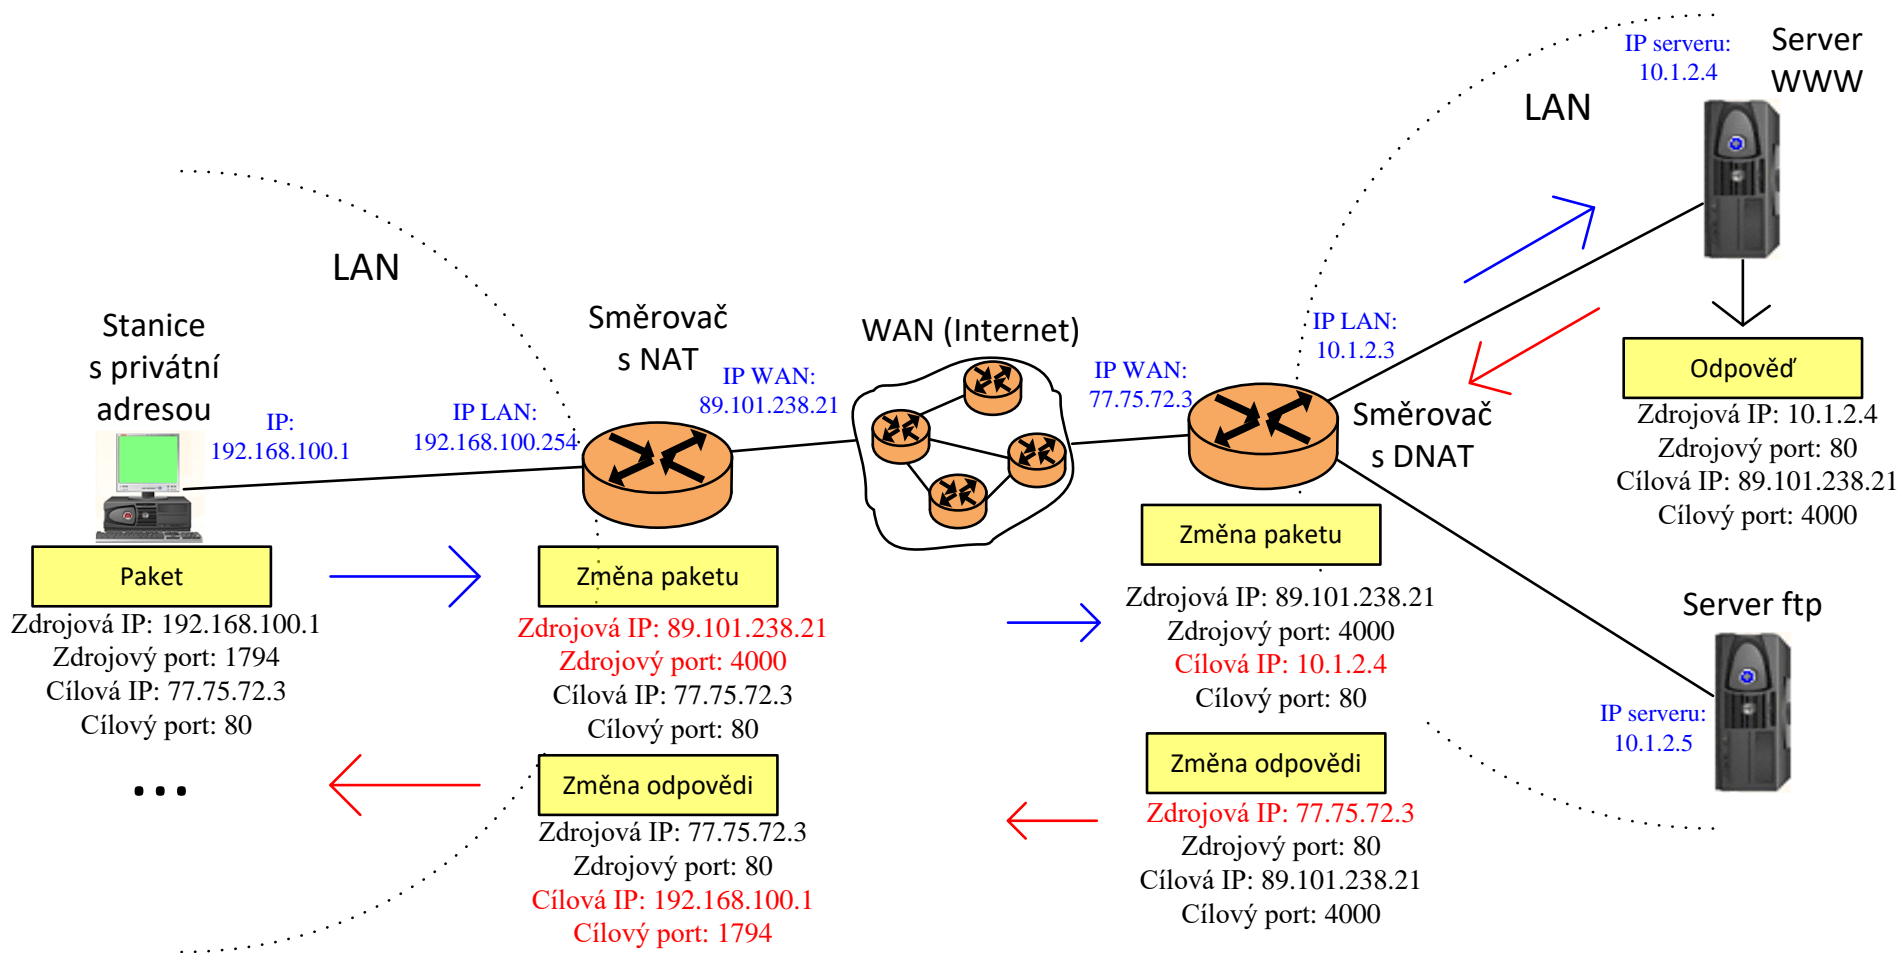 IP serveru:
10.1.2.4
Server
WWW
LAN
LAN
Stanice
s privátní
adresou
IP:
192.168.100.1
IP LAN:
192.168.100.254
Směrovač
s NAT
IP WAN:
89.101.238.21
WAN (Internet)
IP WAN:
77.75.72.3
IP LAN:
10.1.2.3
Směrovač
s DNAT
Odpověď
Zdrojová IP: 10.1.2.4
Zdrojový port: 80
Cílová IP: 89.101.238.21
Cílový port: 4000
Paket
Zdrojová IP: 192.168.100.1
Zdrojový port: 1794
Cílová IP: 77.75.72.3
Cílový port: 80
...
Změna paketu
Zdrojová IP: 89.101.238.21
Zdrojový port: 4000
Cílová IP: 77.75.72.3
Cílový port: 80
Změna odpovědi
Zdrojová IP: 77.75.72.3
Zdrojový port: 80
Cílová IP: 192.168.100.1
Cílový port: 1794
Změna paketu
Zdrojová IP: 89.101.238.21
Zdrojový port: 4000
Cílová IP: 10.1.2.4
Cílový port: 80
Změna odpovědi
Zdrojová IP: 77.75.72.3
Zdrojový port: 80
Cílová IP: 89.101.238.21
Cílový port: 4000
Server ftp
IP serveru:
10.1.2.5